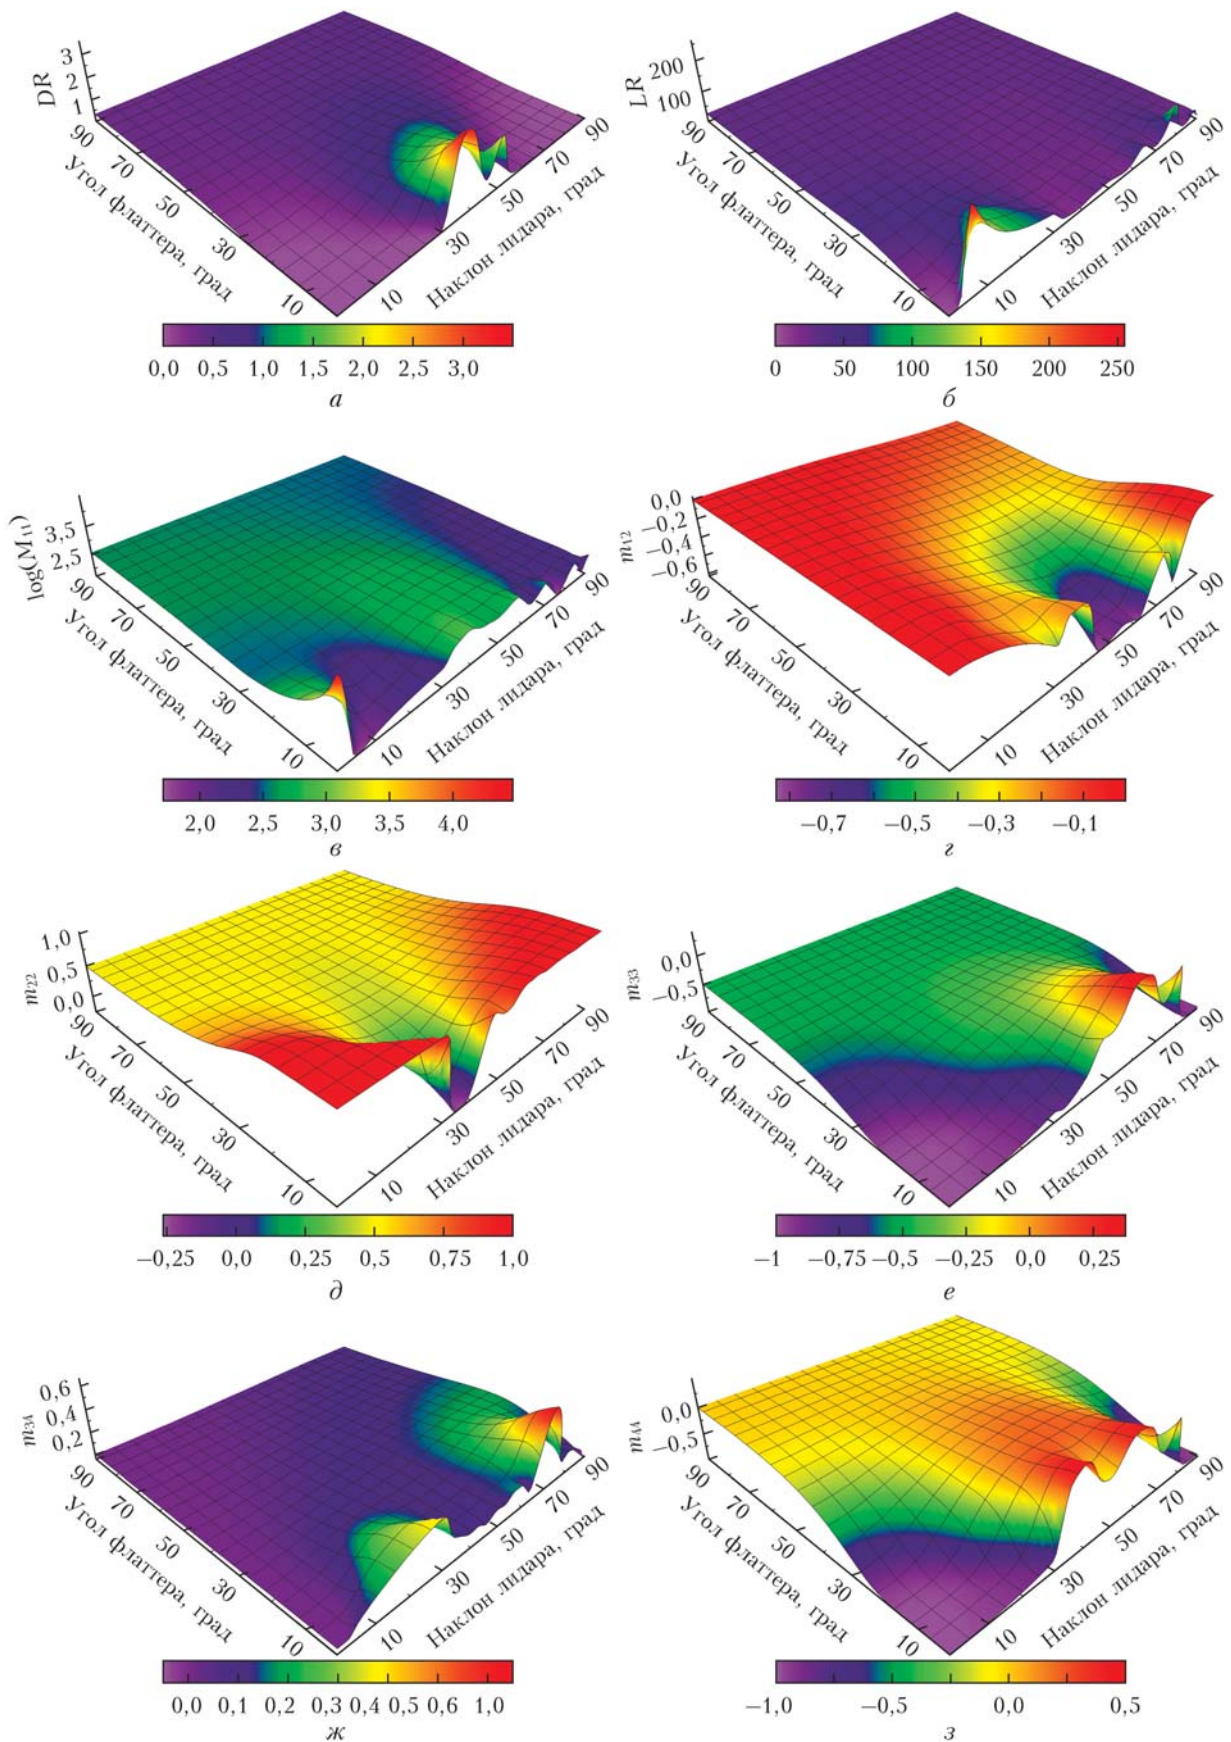 DR
3
2
1
90
70
50
30
10
Угол флаттера, град
10
30
50
70
90
Наклон лидара, град
0,0 0,5 1,0 1,5 2,0 2,5 3,0
а
LR
200
100
90
70
50
30
10
Угол флаттера, град
10
30
50
70
90
Наклон лидара, град
0 50 100 150 200 250
б
log(M11)
3,5
2,5
90
70
50
30
10
Угол флаттера, град
10
30
50
70
90
Наклон лидара, град
2,0 2,5 3,0 3,5 4,0
в
m12
0,0
−0,2
−0,4
−0,6
90
70
50
30
10
Угол флаттера, град
10
30
50
70
90
Наклон лидара, град
−0,7 −0,5 −0,3 −0,1
г
m22
1,0
0,5
0,0
90
70
50
30
10
Угол флаттера, град
10
30
50
70
90
Наклон лидара, град
−0,25 0,0 0,25 0,5 0,75 1,0
д
m33
0,0
−0,5
90
70
50
30
10
Угол флаттера, град
10
30
50
70
90
Наклон лидара, град
−1 −0,75 −0,5 −0,25 0,0 0,25
е
m34
0,6
0,4
0,2
90
70
50
30
10
Угол флаттера, град
10
30
50
70
90
Наклон лидара, град
0,0 0,1 0,2 0,3 0,4 0,5 0,6 1,0
ж
m44
0,0
−0,5
90
70
50
30
10
Угол флаттера, град
10
30
50
70
90
Наклон лидара, град
−1,0 −0,5 0,0 0,5
з